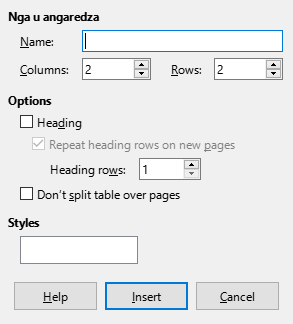 Nga u angaredza
Name:
Columns: 2 Rows: 2
Options
Heading
Repeat heading rows on new pages
Heading rows: 1
Don't split table over pages
Styles
Help Insert Cancel